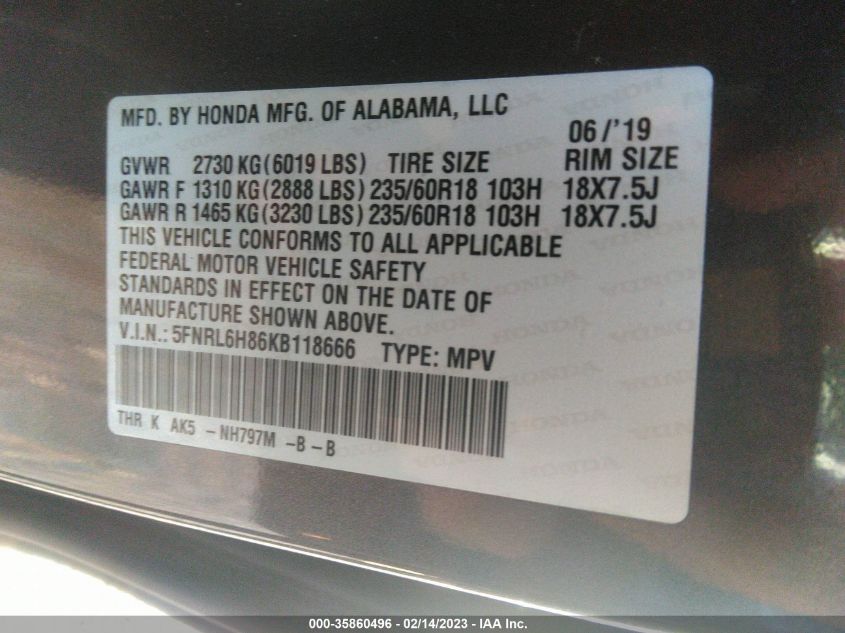 MFD. BY HONDA MFG. OF ALABAMA, LLC
06/'19
GVWR 2730 KG(6019 LBS) TIRE SIZE RIM SIZE
GAWR F 1310 KG(2888 LBS) 235/60R18 103H 18X7.5J
GAWR R 1465 KG(3230 LBS) 235/60R18 103H 18X7.5J
THIS VEHICLE CONFORMS TO ALL APPLICABLE
FEDERAL MOTOR VEHICLE SAFETY
STANDARDS IN EFFECT ON THE DATE OF
MANUFACTURE SHOWN ABOVE.
V.I.N.: 5FNRL6H86KB118666 TYPE: MPV
THR K AK5 - NH797M -B-B
000-35860496 - 02/14/2023 - IAA Inc.